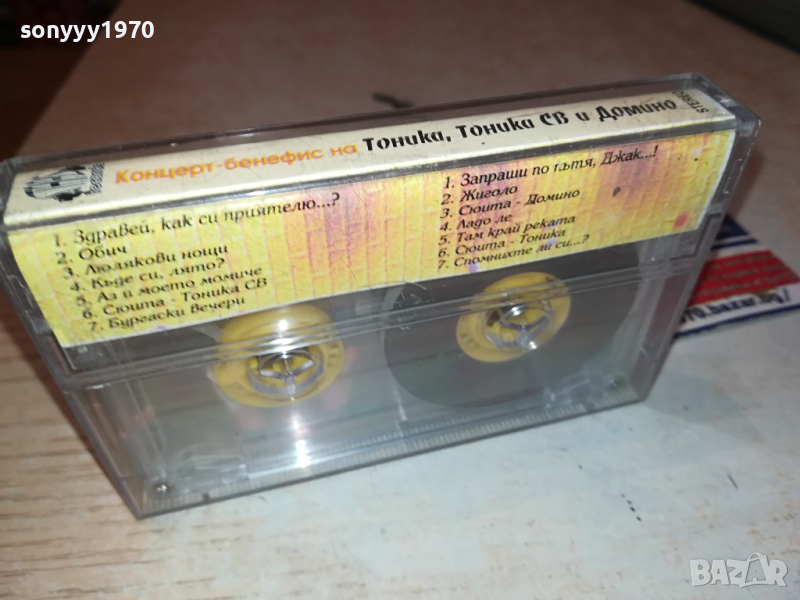 sonyyy1970
Концерт-бенефис на Тоника, Тоника СВ и Домино
STEREO
1. Здравей, как си приятелю...?
2. Обич
3. Люлякови нощи
4. Къде си, лято?
5. Аз и моето момиче
6. Сюита - Тоника СВ
7. Бургаски вечери
1. Запраши по пътя, Джак...!
2. Жиголо
3. Сюита - Домино
4. Ладо ле
5. Там край реката
6. Сюита - Тоника
7. Спомнихте ли си...?
BAZAR